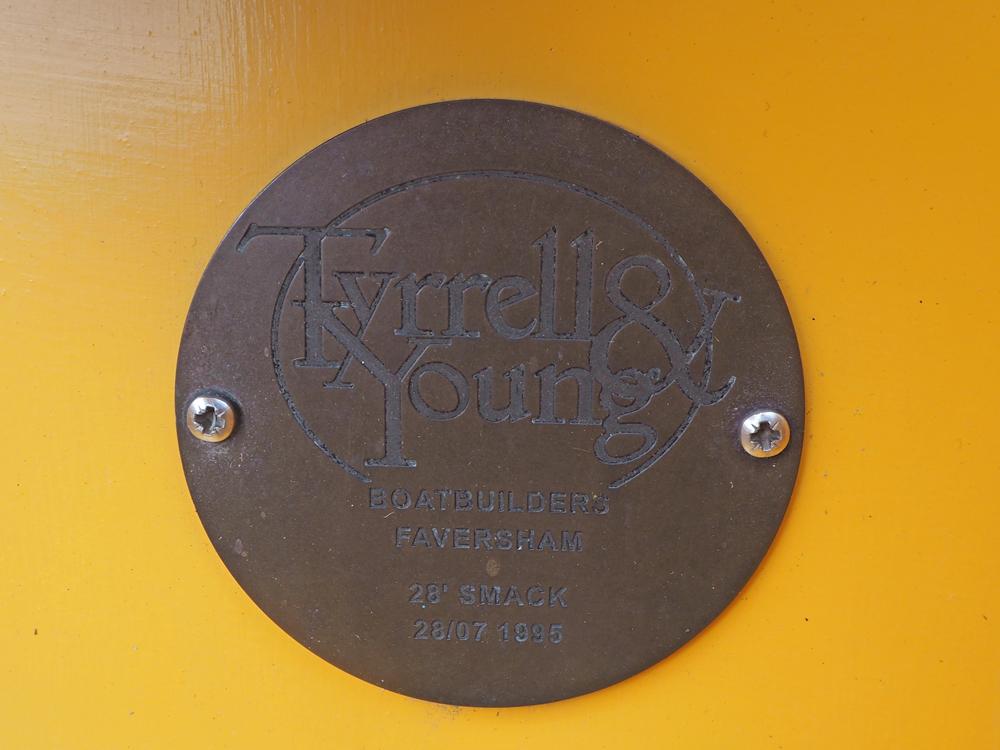 Tyrrell &
Young
BOATBUILDERS
FAVERSHAM
28' SMACK
28/07 1995